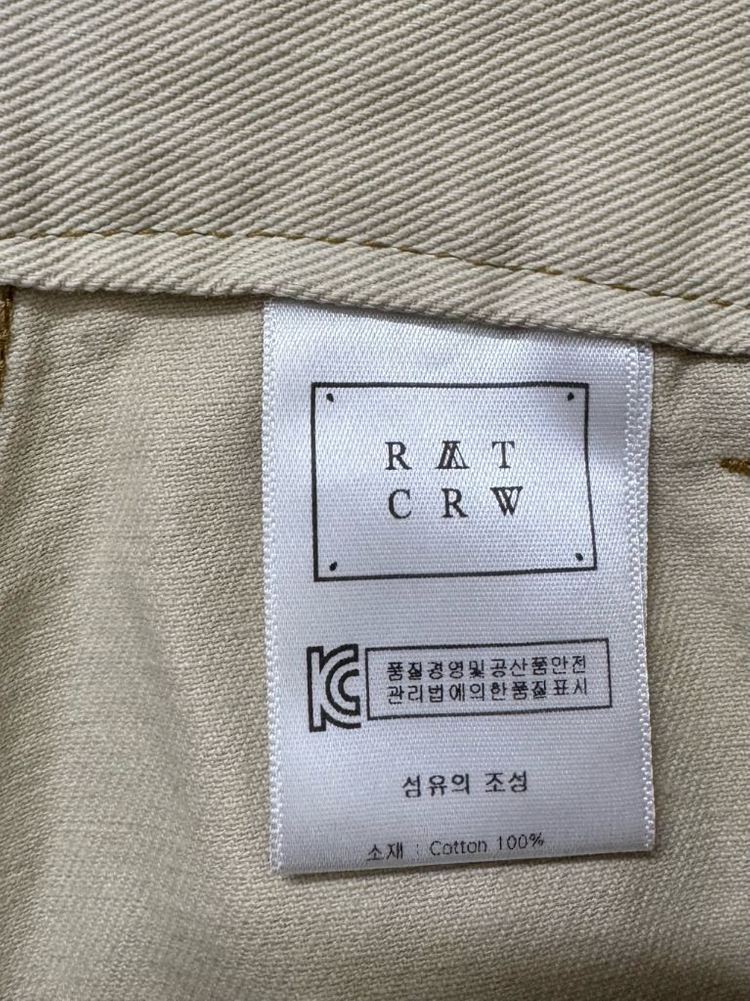 RAT
CRW
KC
품질경영및공산품안전
관리법에의한품질표시
섬유의 조성
소재 : Cotton 100%